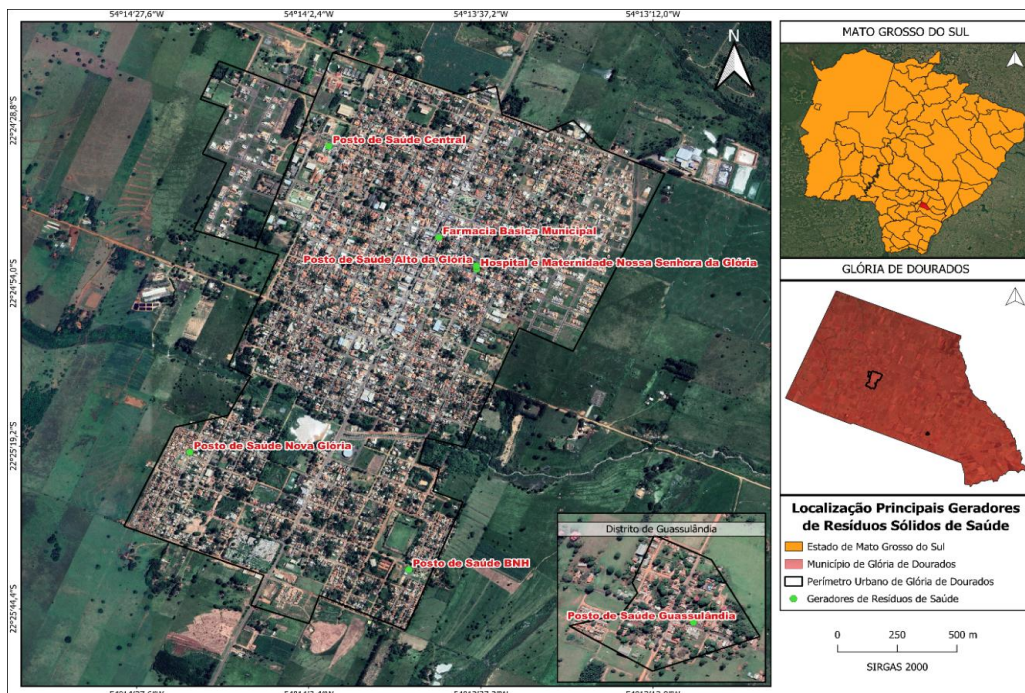 54°14'27,6"S
54°14'2,4"W
54°13'37,2"W
54°13'12,0"W
N
22°24'28,8"S
22°24'54,0"S
22°25'19,2"S
22°25'44,4"S
Posto de Saúde Central
Farmacia Básica Municipal
Posto de Saúde Alto da Glória
Hospital e Maternidade Nossa Senhora da Glória
Posto de Saúde Nova Glória
Posto de Saúde BNH
Distrito de Guassulândia
Posto de Saúde Guassulândia
MATO GROSSO DO SUL
GLÓRIA DE DOURADOS
Localização Principais Geradores
de Resíduos Sólidos de Saúde
Estado de Mato Grosso do Sul
Município de Glória de Dourados
Perímetro Urbano de Glória de Dourados
Geradores de Resíduos de Saúde
0 250 500 m
SIRGAS 2000